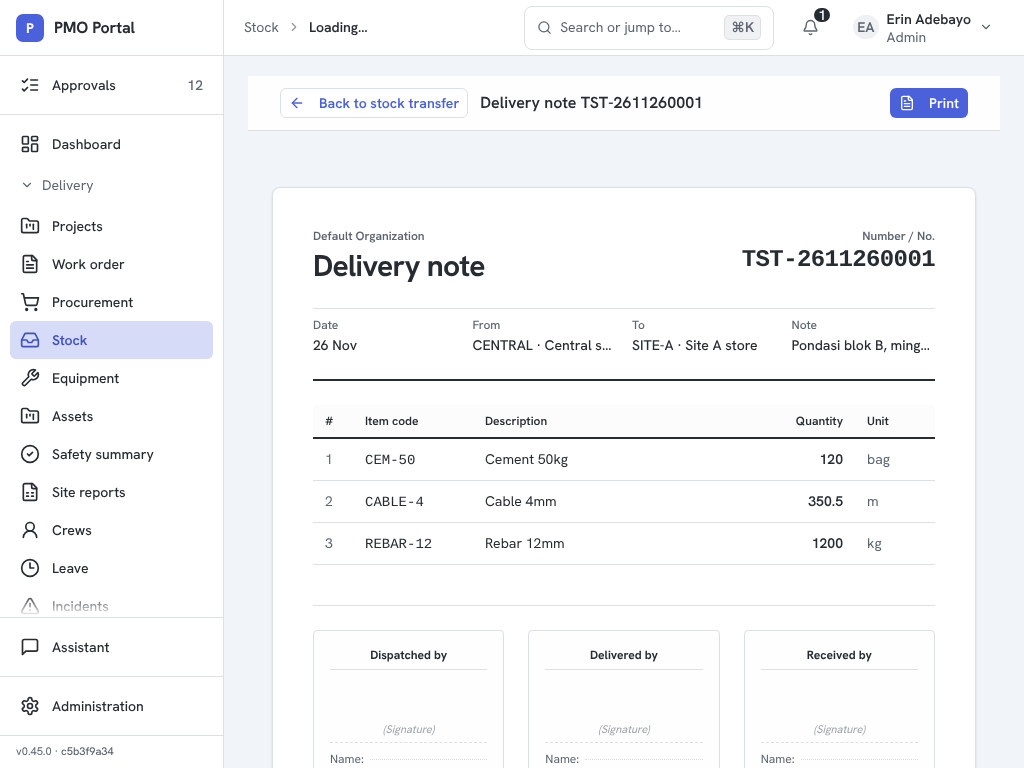 P PMO Portal
Stock > Loading...
Search or jump to... ⌘K
1
EA Erin Adebayo
Admin
Approvals 12
Dashboard
Delivery
Projects
Work order
Procurement
Stock
Equipment
Assets
Safety summary
Site reports
Crews
Leave
Incidents
Assistant
Administration
v0.45.0 · c5b3f9a34
Back to stock transfer Delivery note TST-2611260001 Print
Default Organization
Delivery note
Number / No.
TST-2611260001
Date From To Note
26 Nov CENTRAL · Central s... SITE-A · Site A store Pondasi blok B, ming...
# Item code Description Quantity Unit
1 CEM-50 Cement 50kg 120 bag
2 CABLE-4 Cable 4mm 350.5 m
3 REBAR-12 Rebar 12mm 1200 kg
Dispatched by Delivered by Received by
(Signature) (Signature) (Signature)
Name: Name: Name: